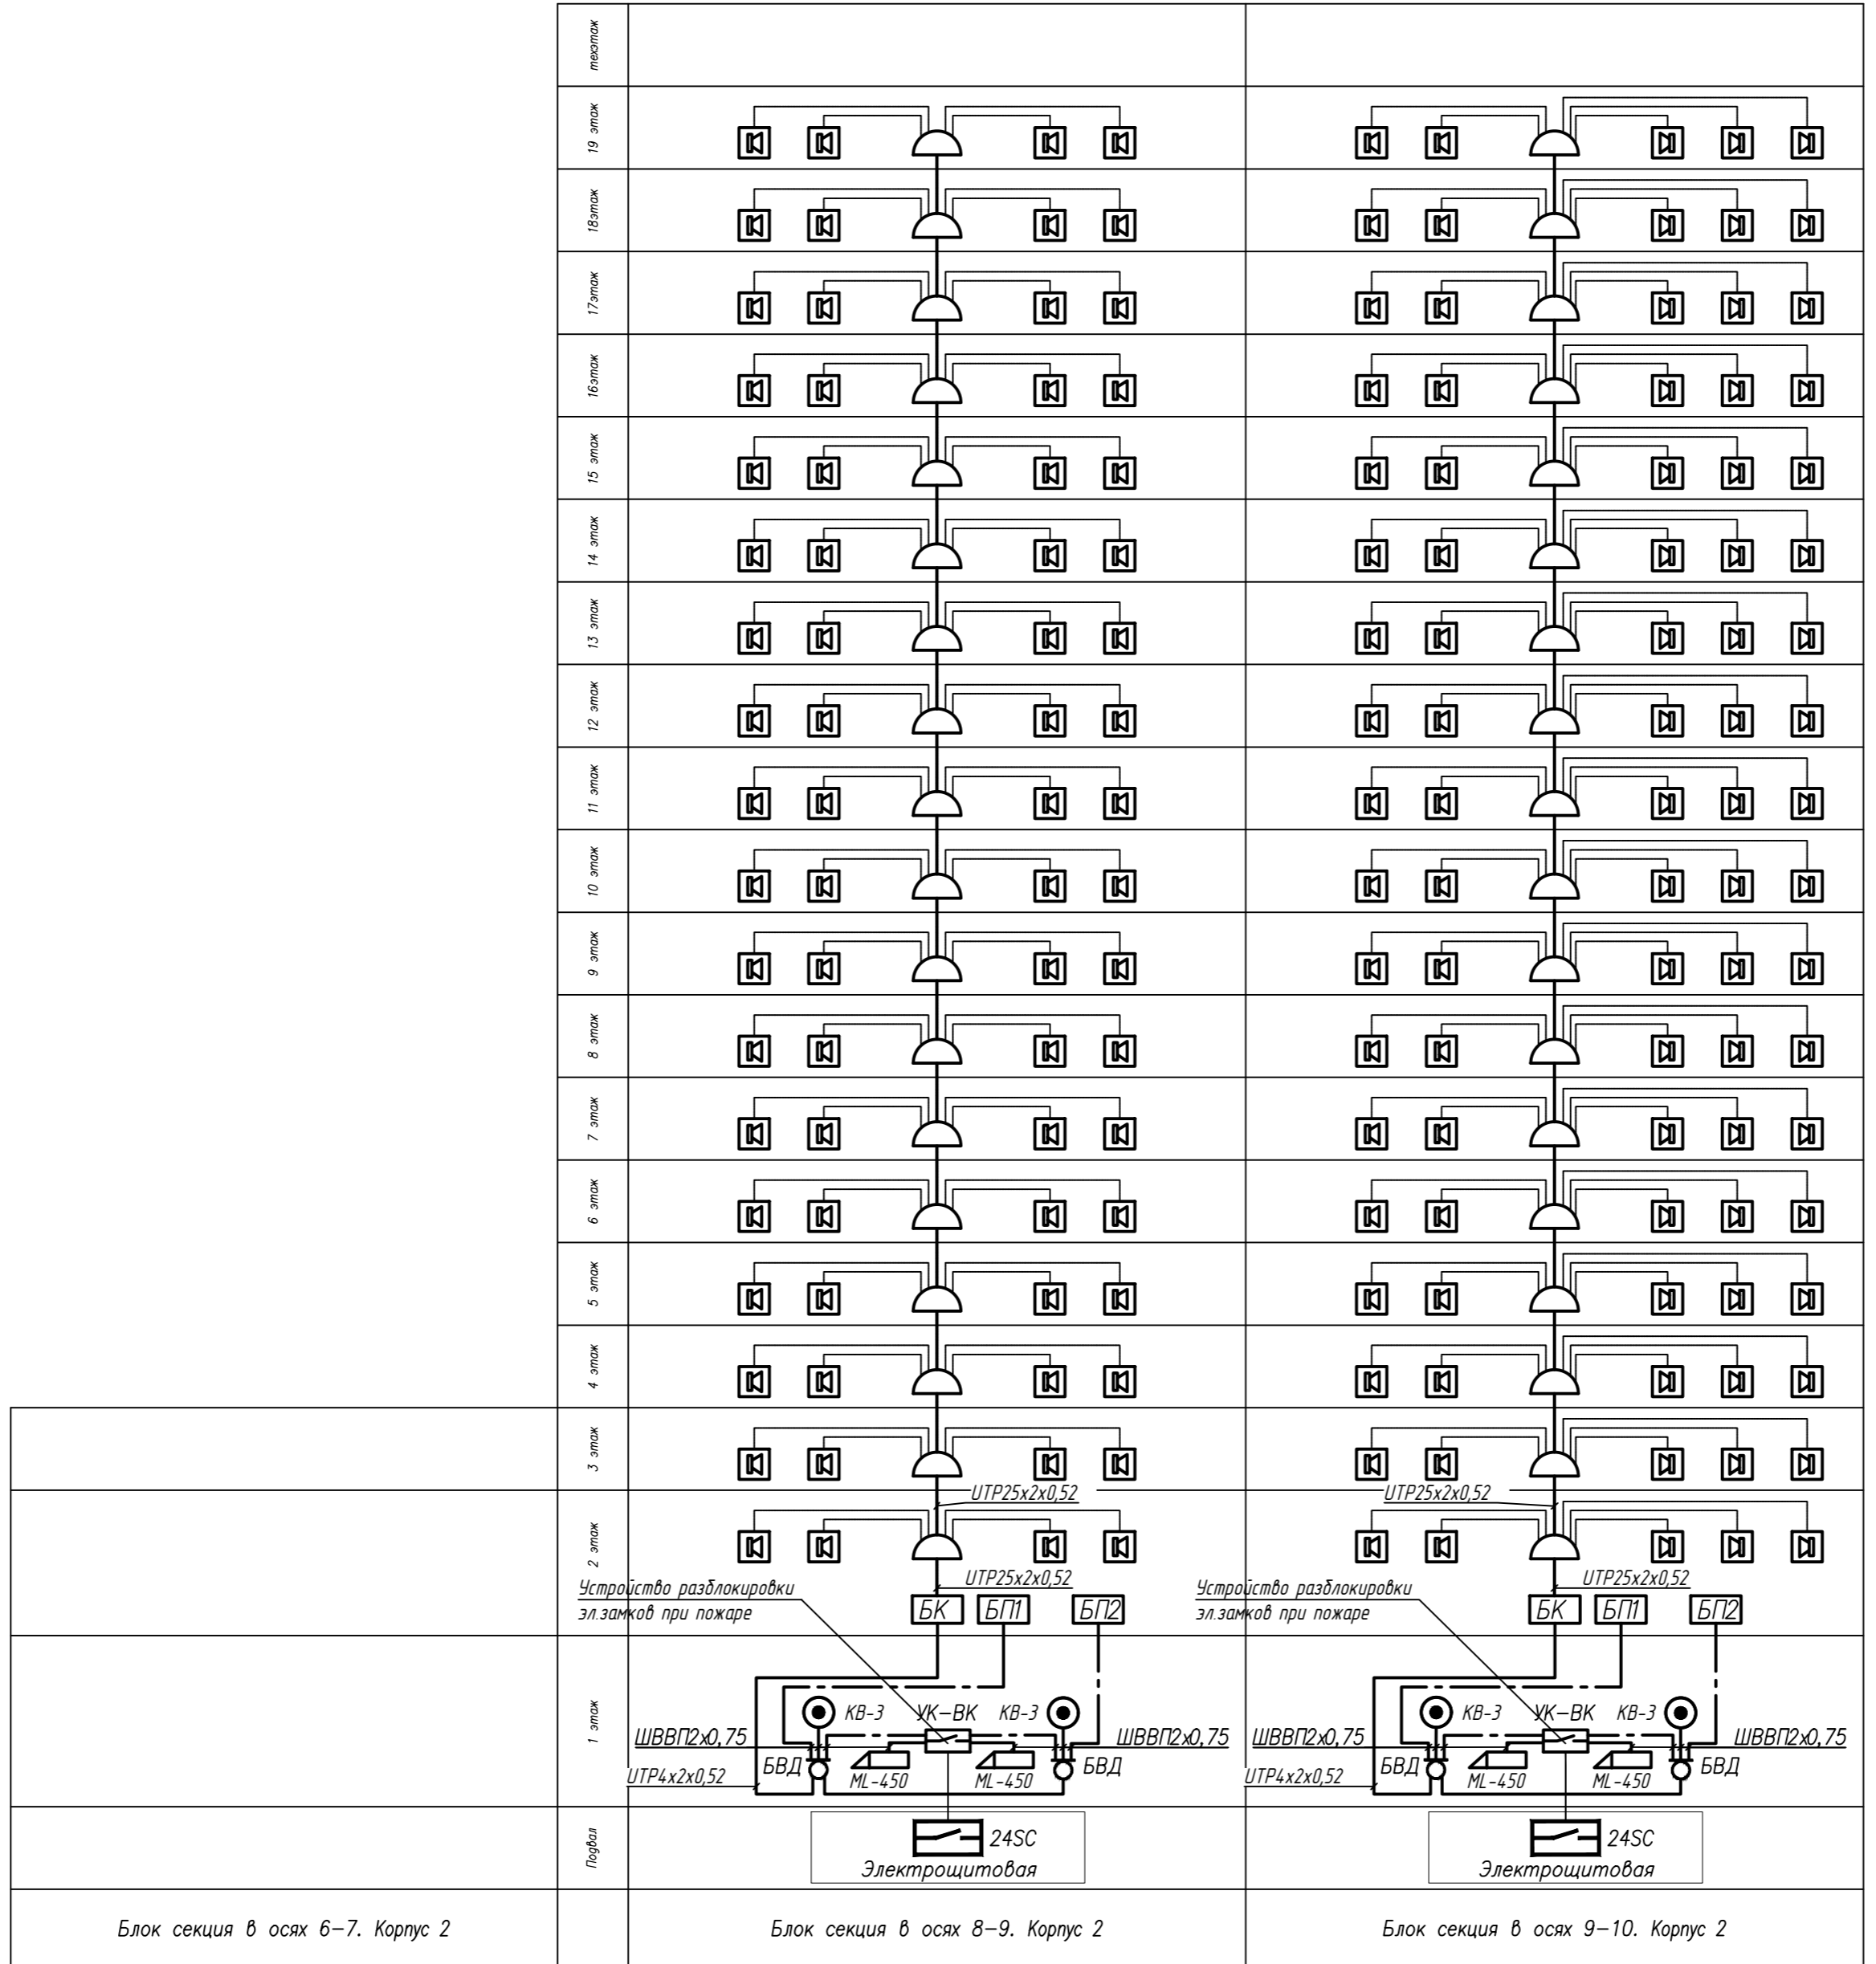 техэтаж
19 этаж
18этаж
17этаж
16этаж
15 этаж
14 этаж
13 этаж
12 этаж
11 этаж
10 этаж
9 этаж
8 этаж
7 этаж
6 этаж
5 этаж
4 этаж
3 этаж
UTP25x2x0,52
UTP25x2x0,52
2 этаж
UTP25x2x0,52
UTP25x2x0,52
Устройство разблокировки
эл.замков при пожаре
БК
БП1
БП2
Устройство разблокировки
эл.замков при пожаре
БК
БП1
БП2
1 этаж
КВ-3
УК-ВК
КВ-3
ШВВП2х0,75
ШВВП2х0,75
БВД
БВД
UTP4x2x0,52
ML-450
ML-450
КВ-3
УК-ВК
КВ-3
ШВВП2х0,75
ШВВП2х0,75
БВД
БВД
UTP4x2x0,52
ML-450
ML-450
Подвал
24SC
Электрощитовая
24SC
Электрощитовая
Блок секция в осях 6-7. Корпус 2
Блок секция в осях 8-9. Корпус 2
Блок секция в осях 9-10. Корпус 2